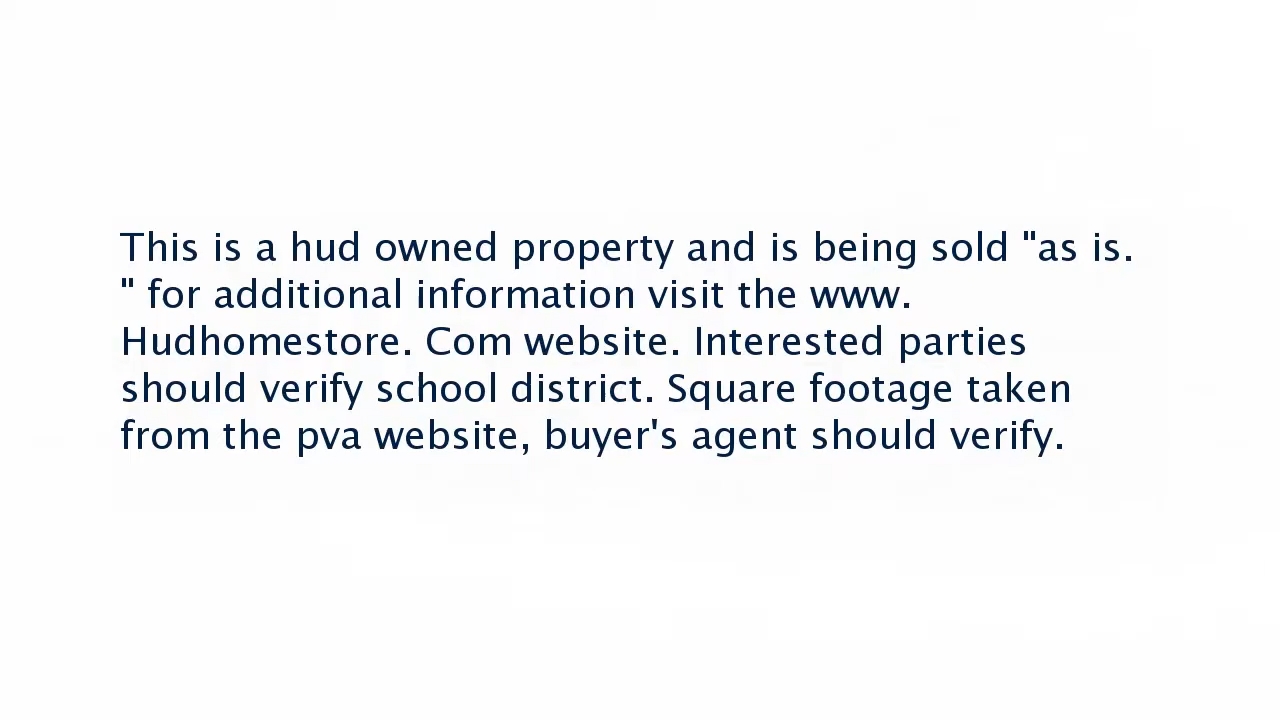 This is a hud owned property and is being sold "as is.
" for additional information visit the www.
Hudhomestore. Com website. Interested parties
should verify school district. Square footage taken
from the pva website, buyer's agent should verify.